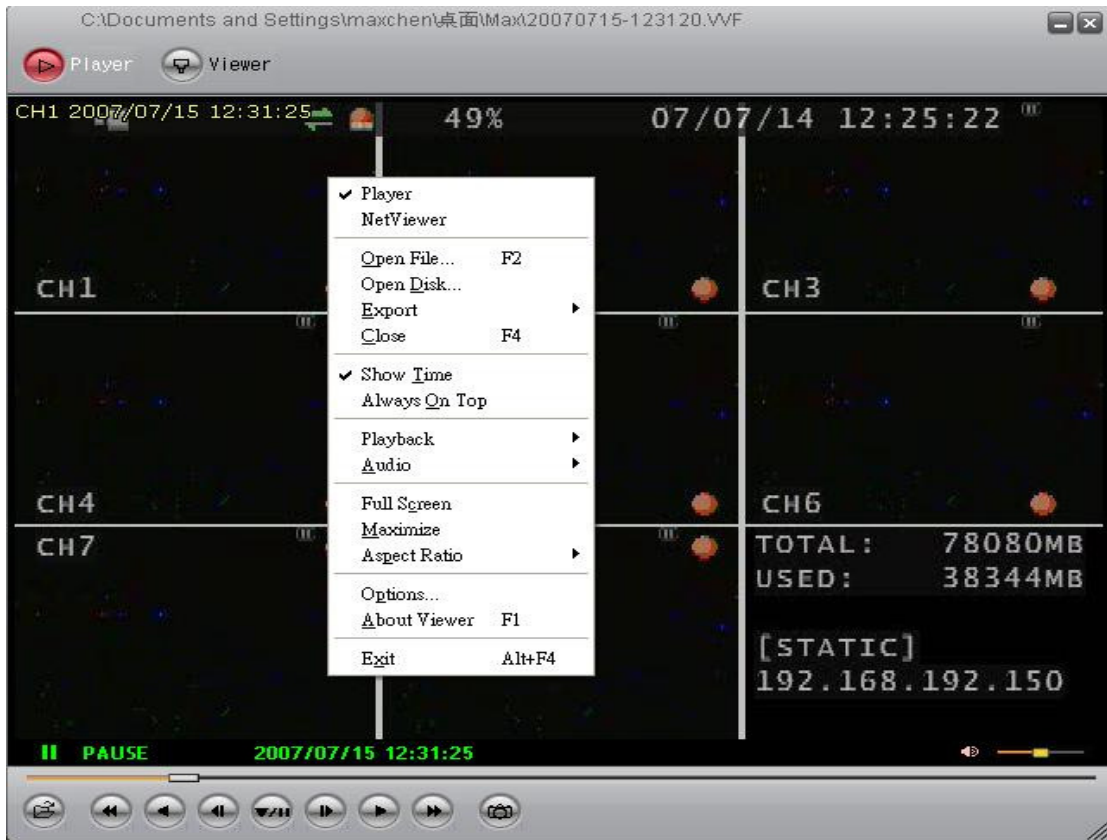 C:\Documents and Settings\maxchen\桌面\Max\20070715-123120.VVF
Player Viewer
CH1 2007/07/15 12:31:25
49% 07/07/14 12:25:22
Player
NetViewer
Open File... F2
Open Disk...
Export
Close F4
Show Time
Always On Top
Playback
Audio
Full Screen
Maximize
Aspect Ratio
Options...
About Viewer F1
Exit Alt+F4
CH1
CH3
CH4
CH6
CH7
TOTAL: 78080MB
USED: 38344MB
[STATIC]
192.168.192.150
PAUSE 2007/07/15 12:31:25